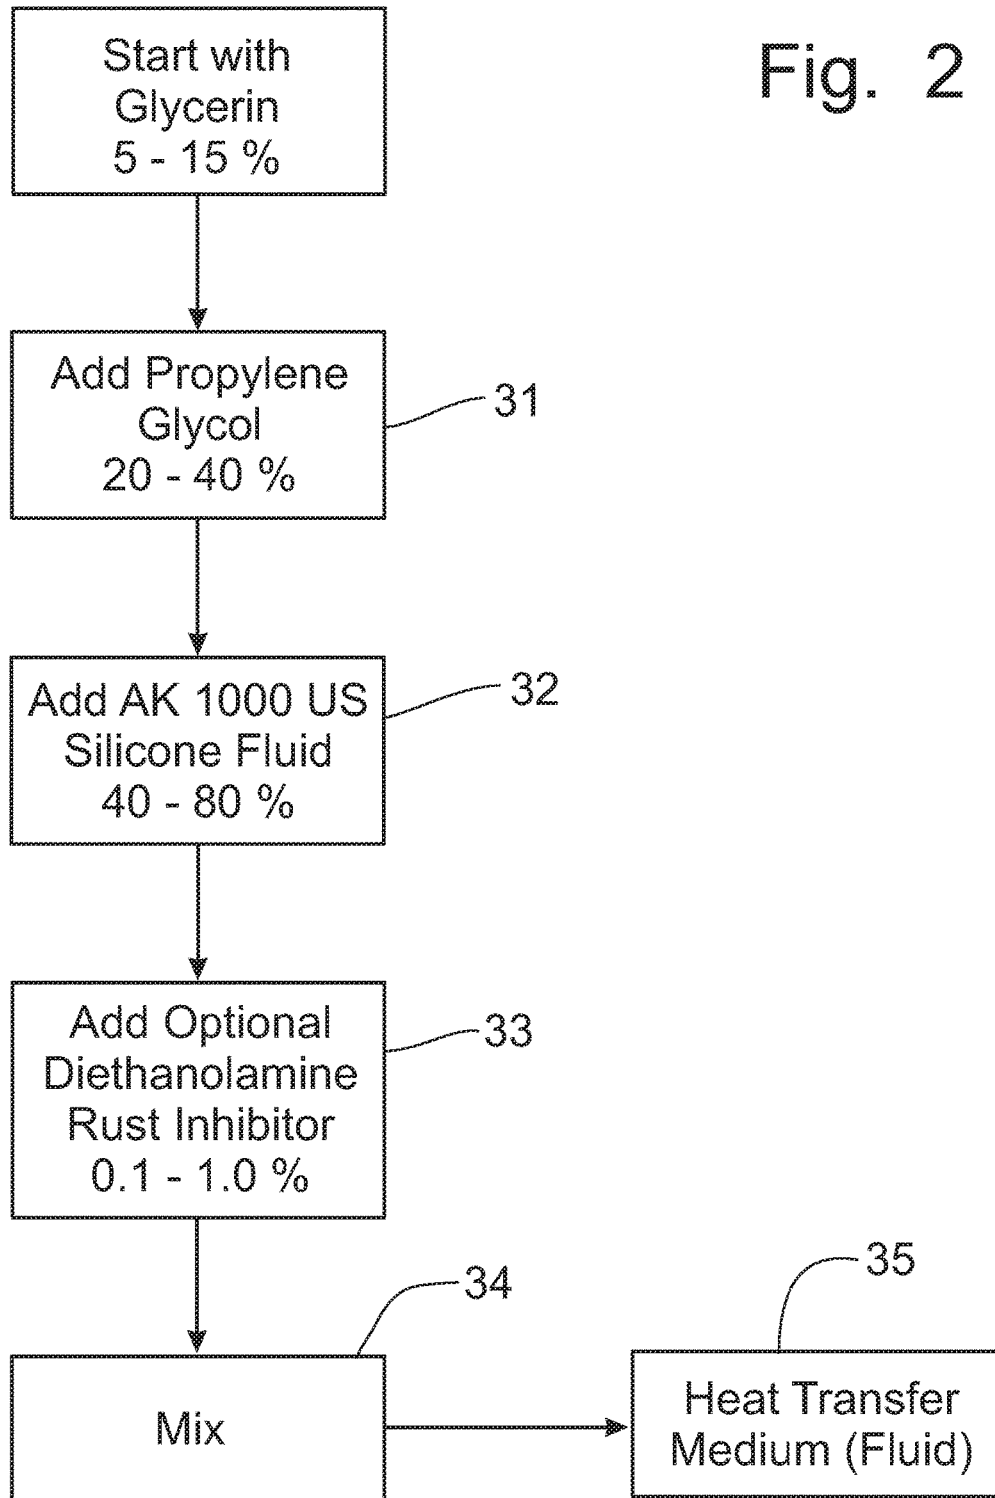 Fig. 2
Start with
Glycerin
5 - 15 %
Add Propylene
Glycol
20 - 40 %
31
Add AK 1000 US
Silicone Fluid
40 - 80 %
32
Add Optional
Diethanolamine
Rust Inhibitor
0.1 - 1.0 %
33
Mix
34
35
Heat Transfer
Medium (Fluid)